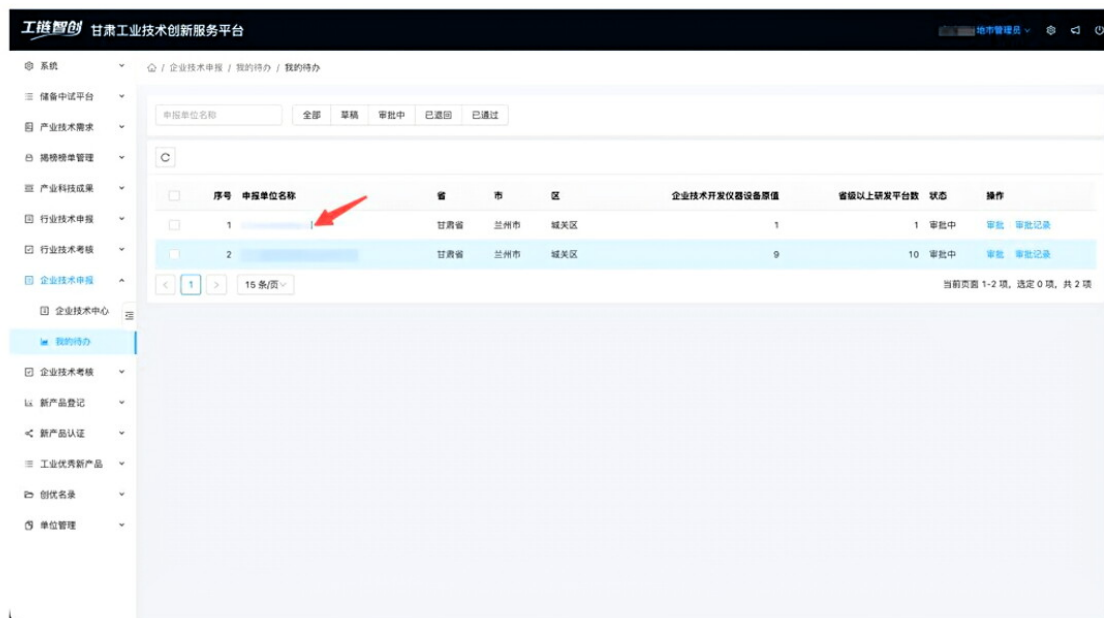 工链智创 甘肃工业技术创新服务平台
地市管理员
系统
企业技术申报 / 我的待办 / 我的待办
储备中试平台
申报单位名称 全部 草稿 审批中 已退回 已通过
产业技术需求
揭榜榜单管理
产业科技成果
序号 申报单位名称 省 市 区 企业技术开发仪器设备原值 省级以上研发平台数 状态 操作
行业技术申报
1 甘肃省 兰州市 城关区 1 1 审批中 审批 审批记录
行业技术考核
2 甘肃省 兰州市 城关区 9 10 审批中 审批 审批记录
企业技术申报
< 1 > 15 条/页 当前页面 1-2 项, 选定 0 项, 共 2 项
企业技术中心
我的待办
企业技术考核
新产品登记
新产品认证
工业优秀新产品
创优名录
单位管理